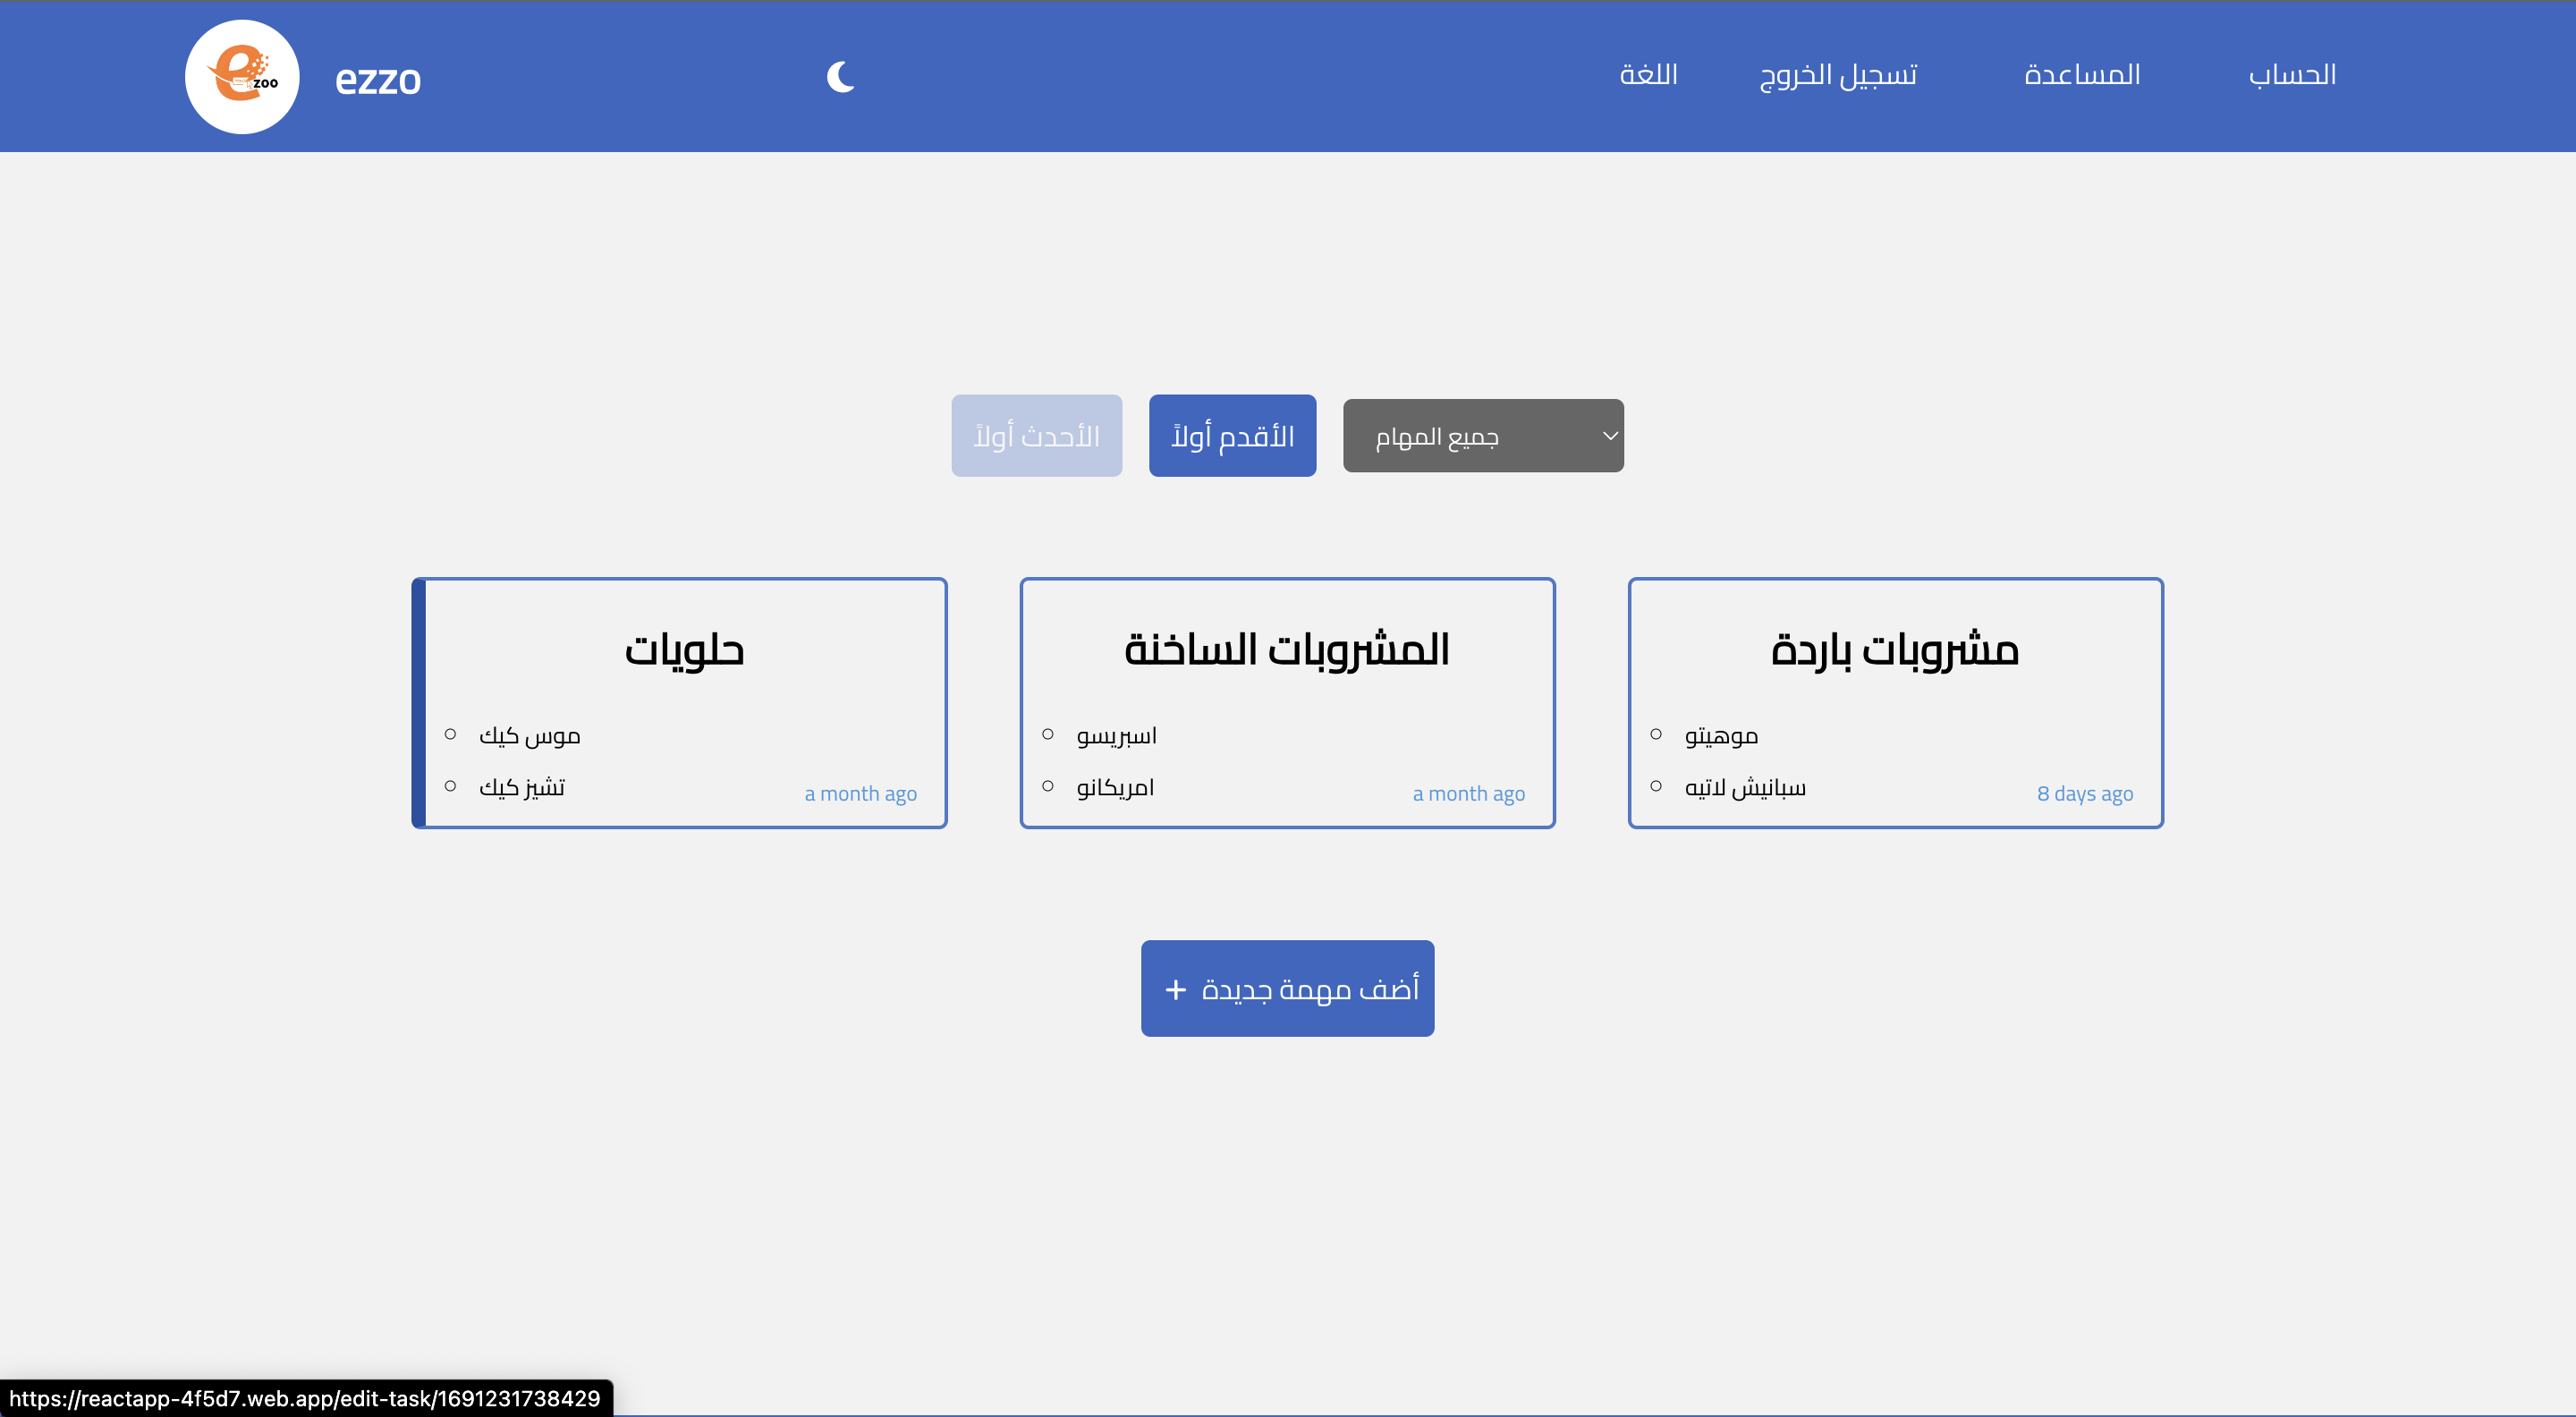 zoo
ezzo
اللغة
تسجيل الخروج
المساعدة
الحساب
الأحدث أولاً
الأقدم أولاً
جميع المهام
حلويات
موس كيك
تشيز كيك
a month ago
المشروبات الساخنة
اسبريسو
امريكانو
a month ago
مشروبات باردة
موهيتو
سبانيش لاتيه
8 days ago
+ أضف مهمة جديدة
https://reactapp-4f5d7.web.app/edit-task/1691231738429